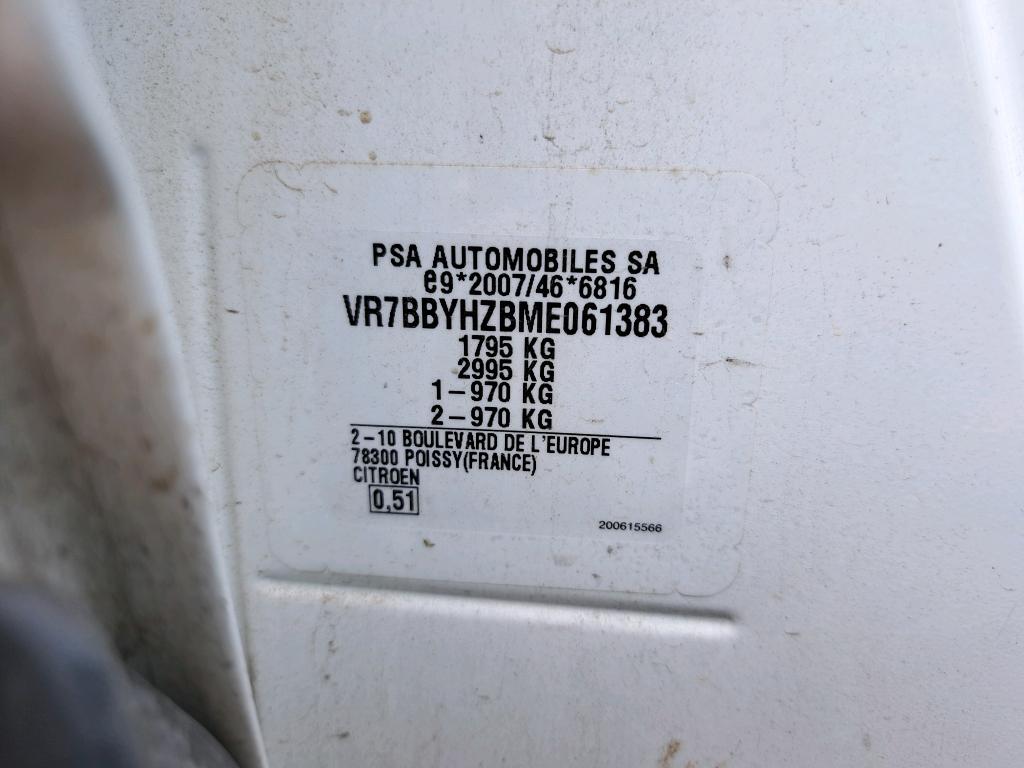 PSA AUTOMOBILES SA
e9*2007/46*6816
VR7BBYHZBME061383
1795 KG
2995 KG
1-970 KG
2-970 KG
2-10 BOULEVARD DE L'EUROPE
78300 POISSY(FRANCE)
CITROEN
0,51
200615566